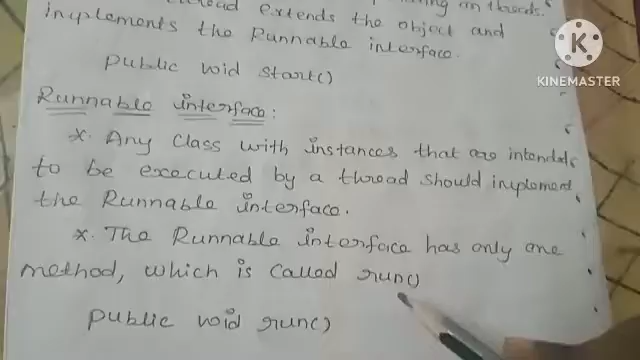 extends the object and
implements the Runnable interface.
public void start()
Runnable interface:
*. Any class with instances that are intended
to be executed by a thread should implement
the Runnable interface.
*. The Runnable interface has only one
method, which is called run()
public void run()
K
KINEMASTER